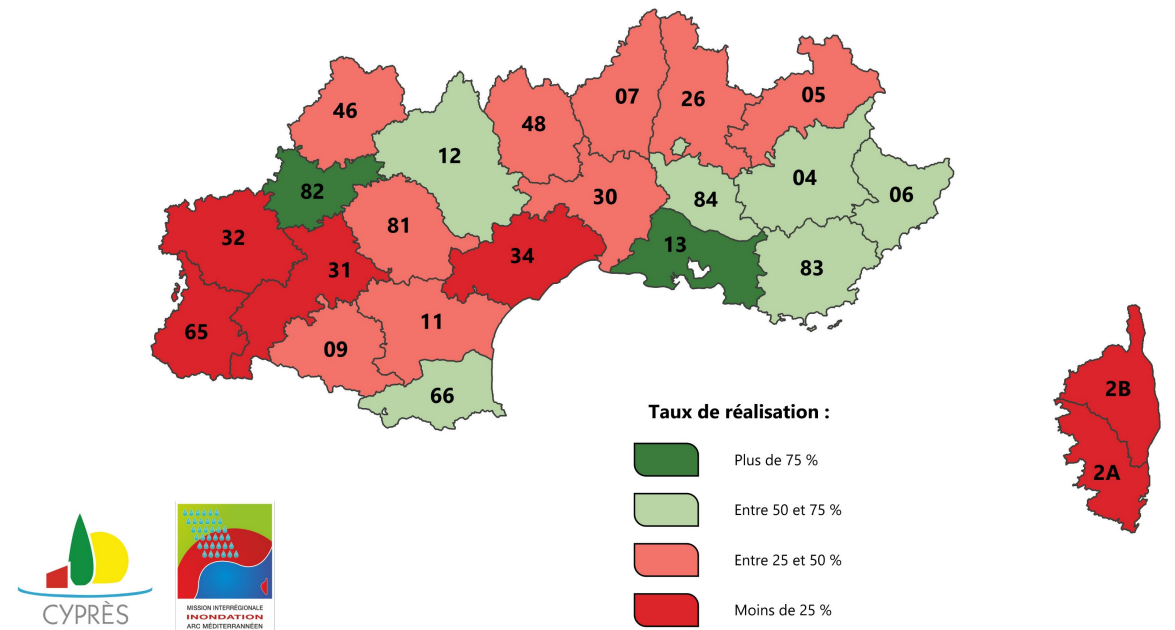 07
26
05
46
48
12
04
82
30
84
06
81
32
13
34
31
83
11
65
09
66
2B
2A
Taux de réalisation :
Plus de 75 %
Entre 50 et 75 %
Entre 25 et 50 %
Moins de 25 %
CYPRÈS
MISSION INTERRÉGIONALE
INONDATION
ARC MÉDITERRANNÉEN